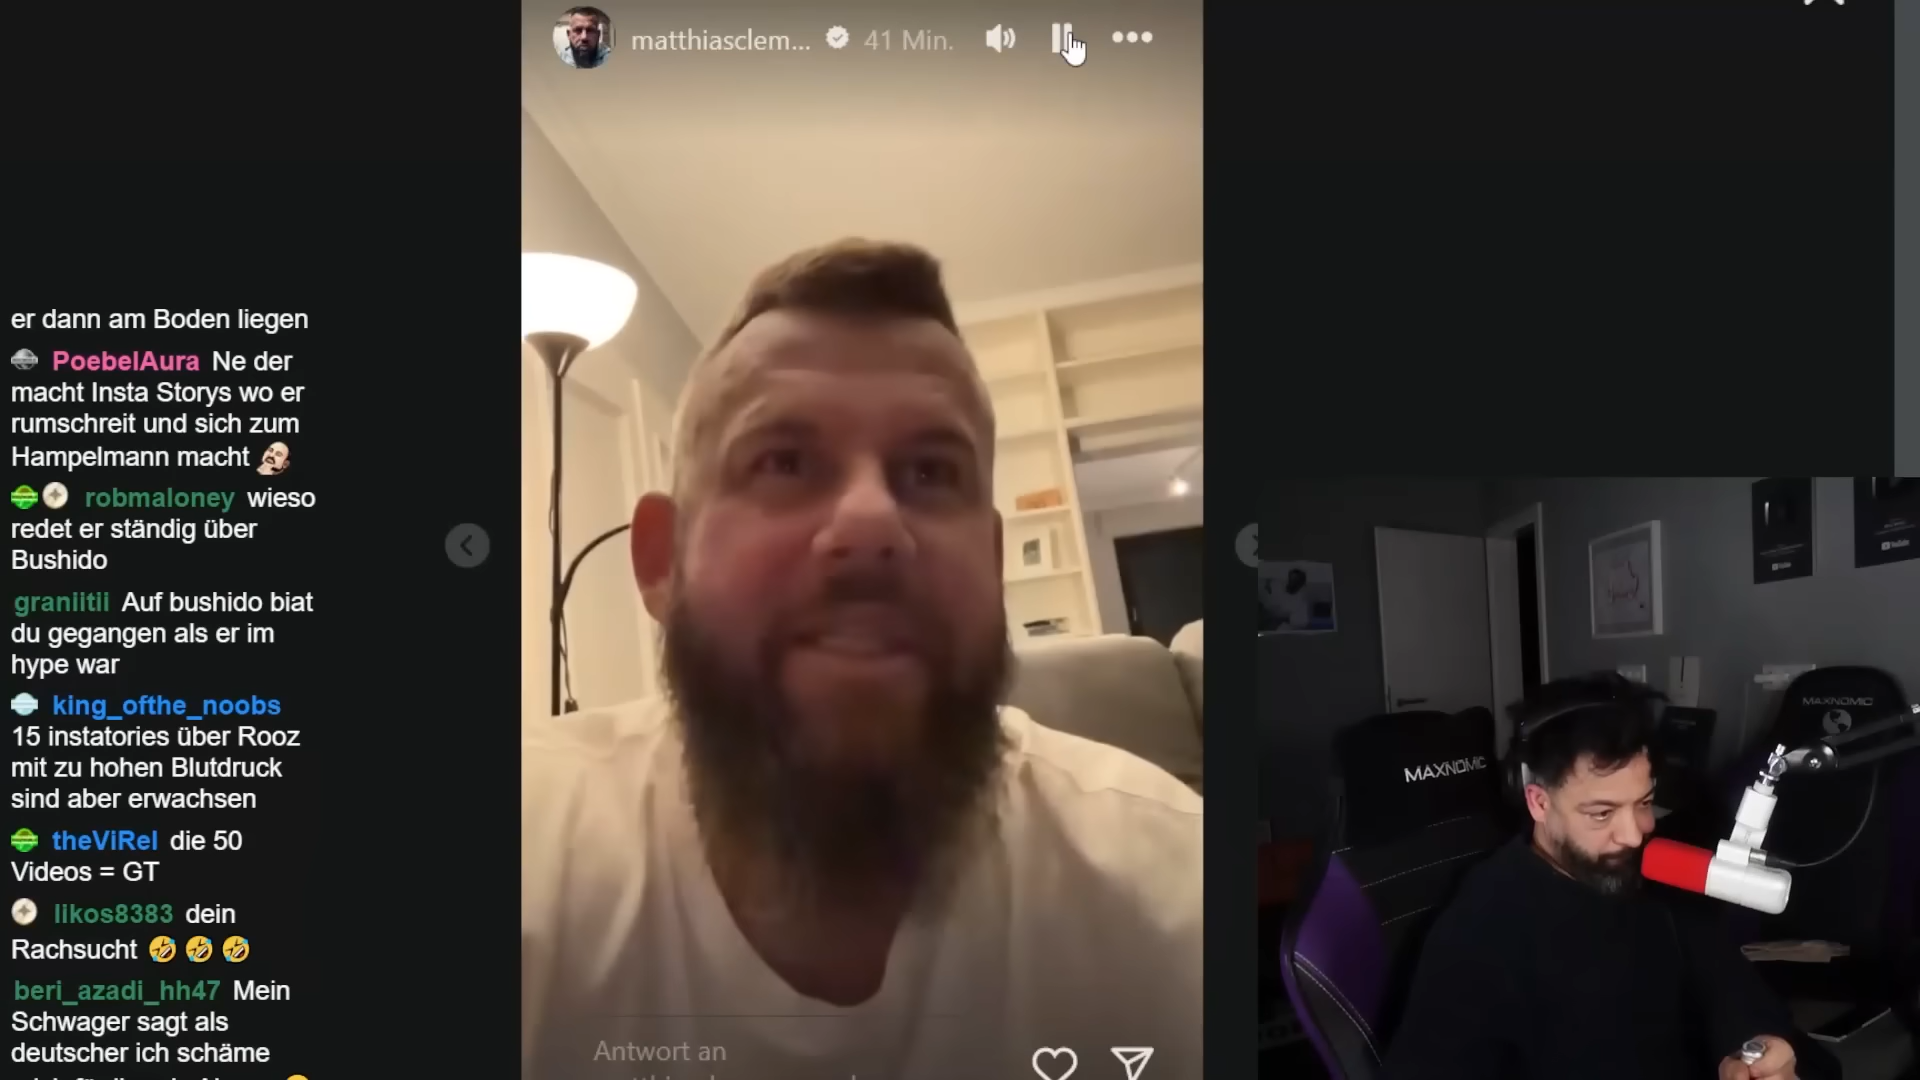 matthiasclem... 41 Min.
er dann am Boden liegen
PoebelAura Ne der
macht Insta Storys wo er
rumschreit und sich zum
Hampelmann macht
robmaloney wieso
redet er ständig über
Bushido
graniitii Auf bushido biat
du gegangen als er im
hype war
king_ofthe_noobs
15 instatories über Rooz
mit zu hohen Blutdruck
sind aber erwachsen
theViRel die 50
Videos = GT
likos8383 dein
Rachsucht 🤣 🤣 🤣
beri_azadi_hh47 Mein
Schwager sagt als
deutscher ich schäme
Antwort an
MAXNOMIC
MAXNOMIC
YouTube